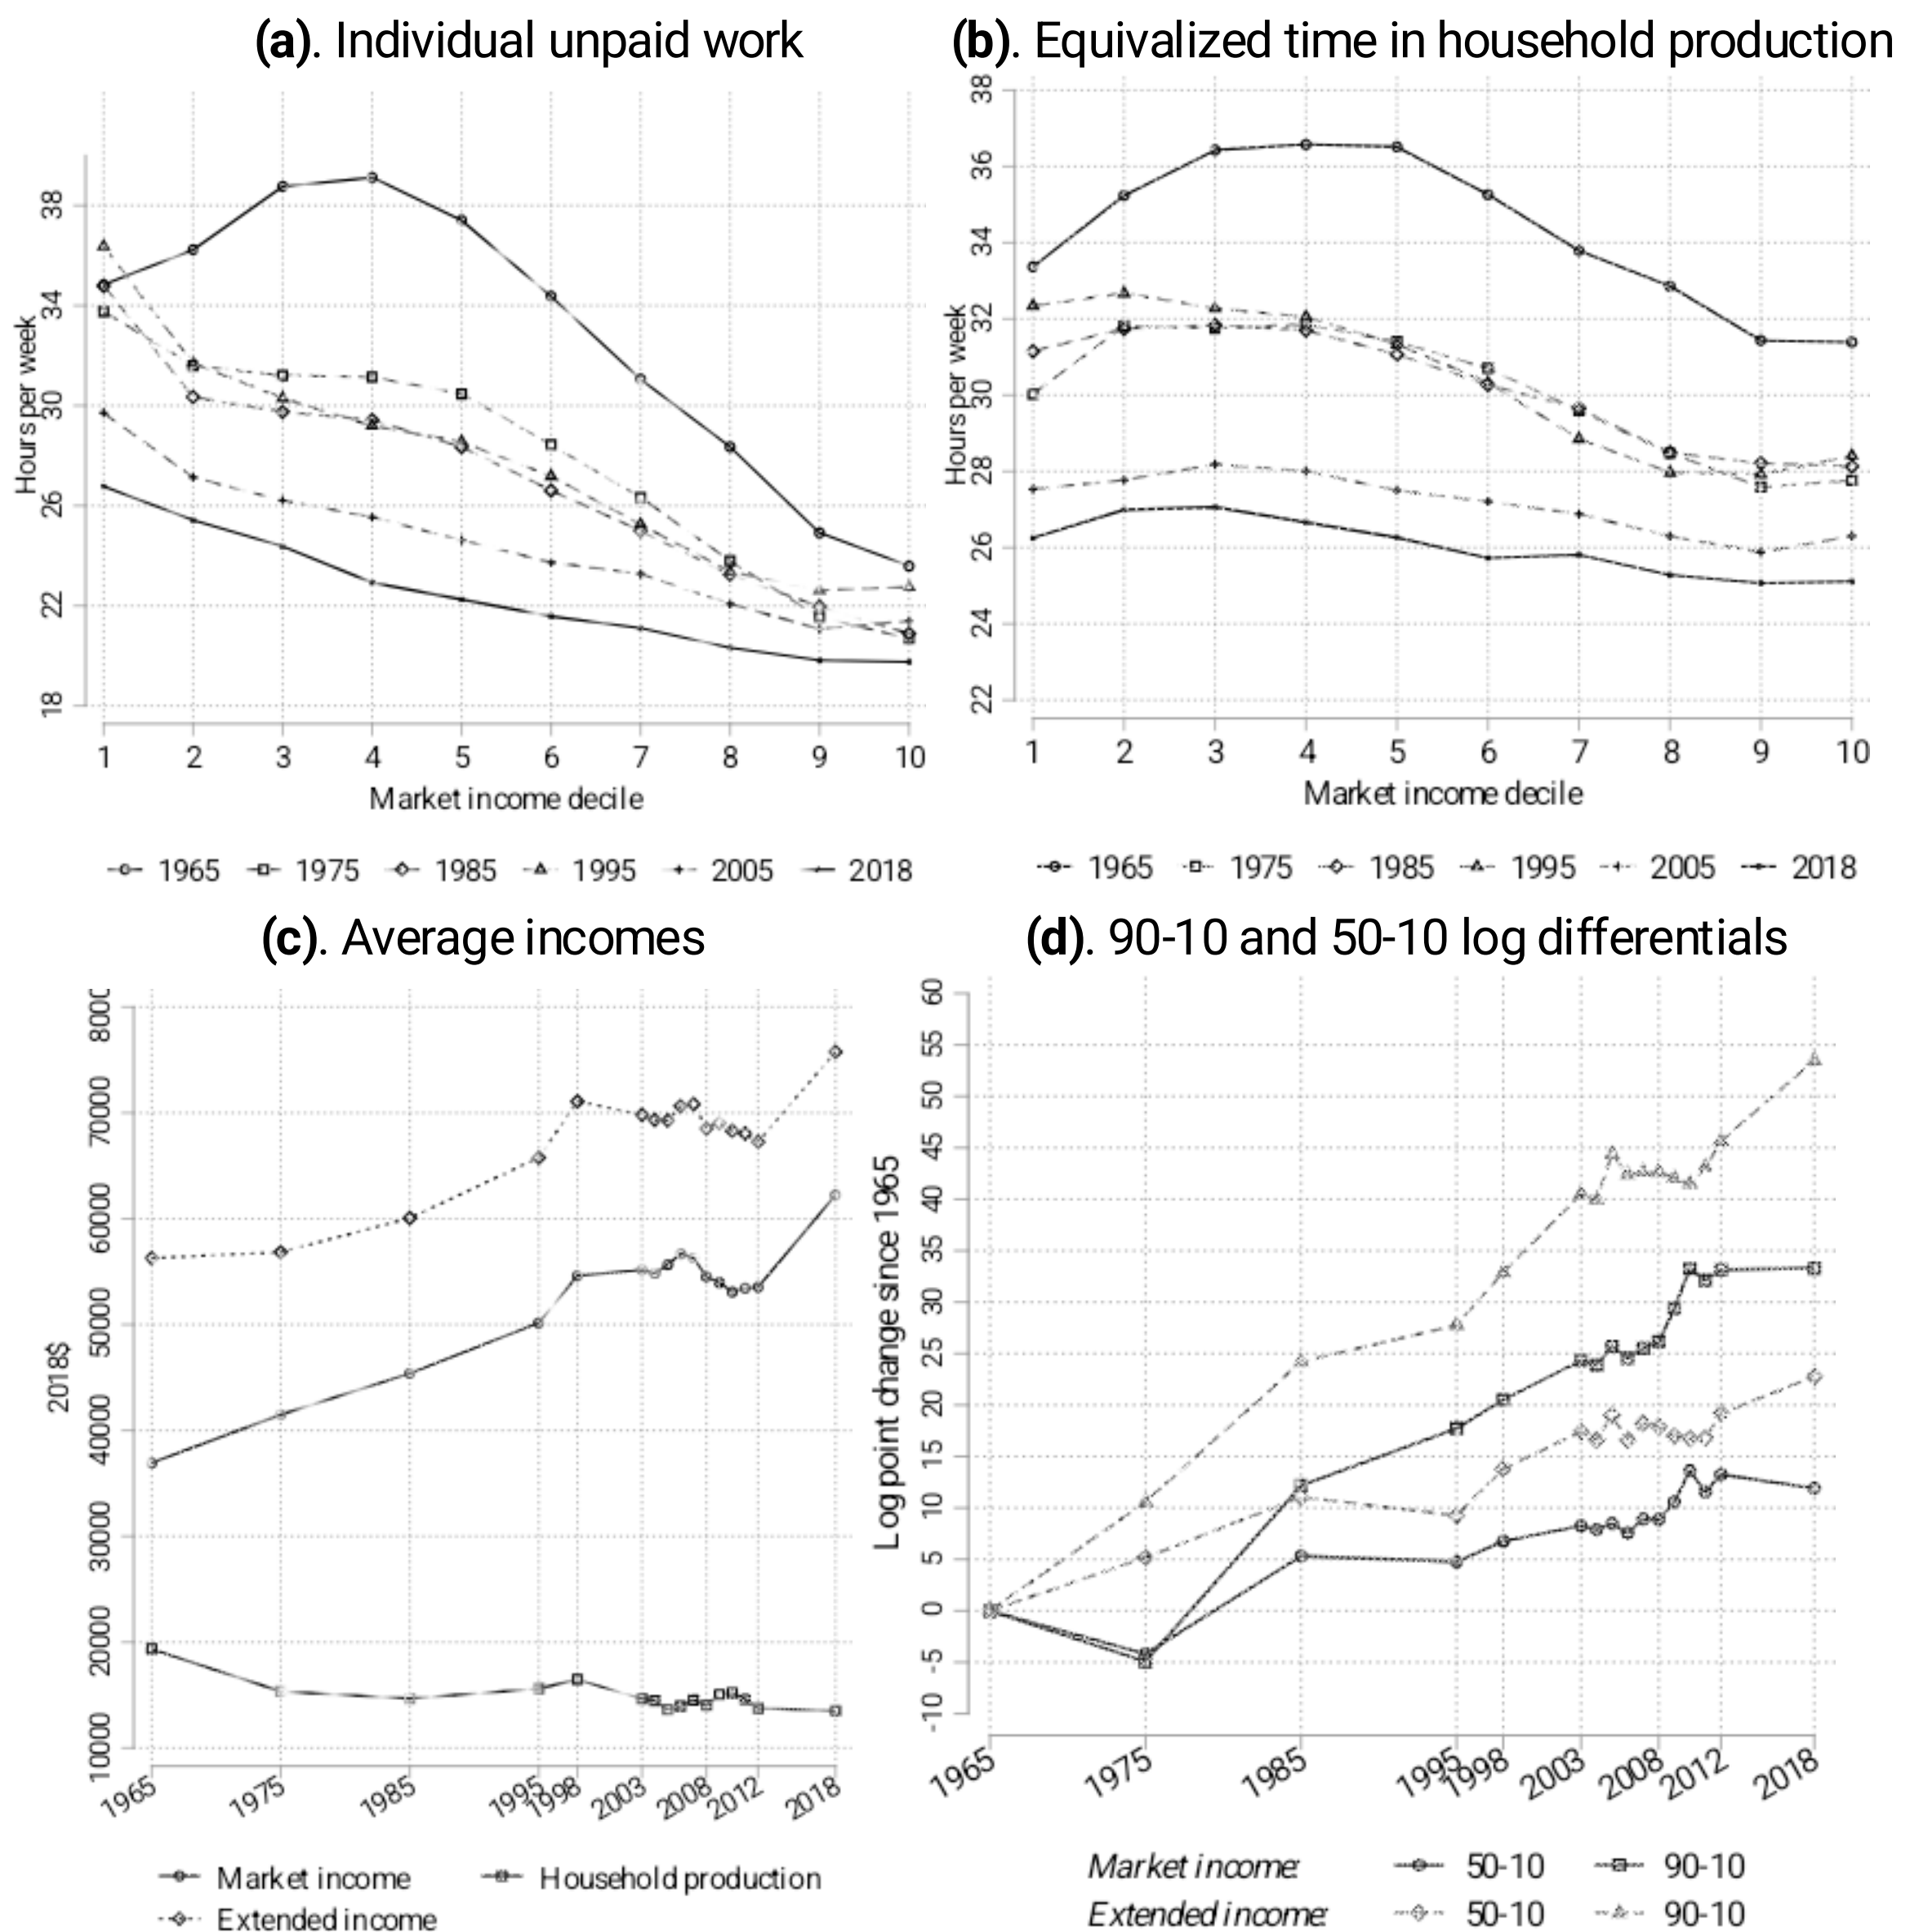 (a). Individual unpaid work
38
34
30
26
22
18
Hours per week
1 2 3 4 5 6 7 8 9 10
Market income decile
1965 1975 1985 1995 2005 2018
(b). Equivalized time in household production
38
36
34
32
30
28
26
24
22
Hours per week
1 2 3 4 5 6 7 8 9 10
Market income decile
1965 1975 1985 1995 2005 2018
(c). Average incomes
8000
70000
60000
50000
40000
30000
20000
10000
2018$
1965 1975 1985 1995 1998 2003 2008 2012 2018
Market income Household production
Extended income
(d). 90-10 and 50-10 log differentials
60
55
50
45
40
35
30
25
20
15
10
5
0
-5
-10
Log point change since 1965
1965 1975 1985 1995 1998 2003 2008 2012 2018
Market income: 50-10 90-10
Extended income: 50-10 90-10